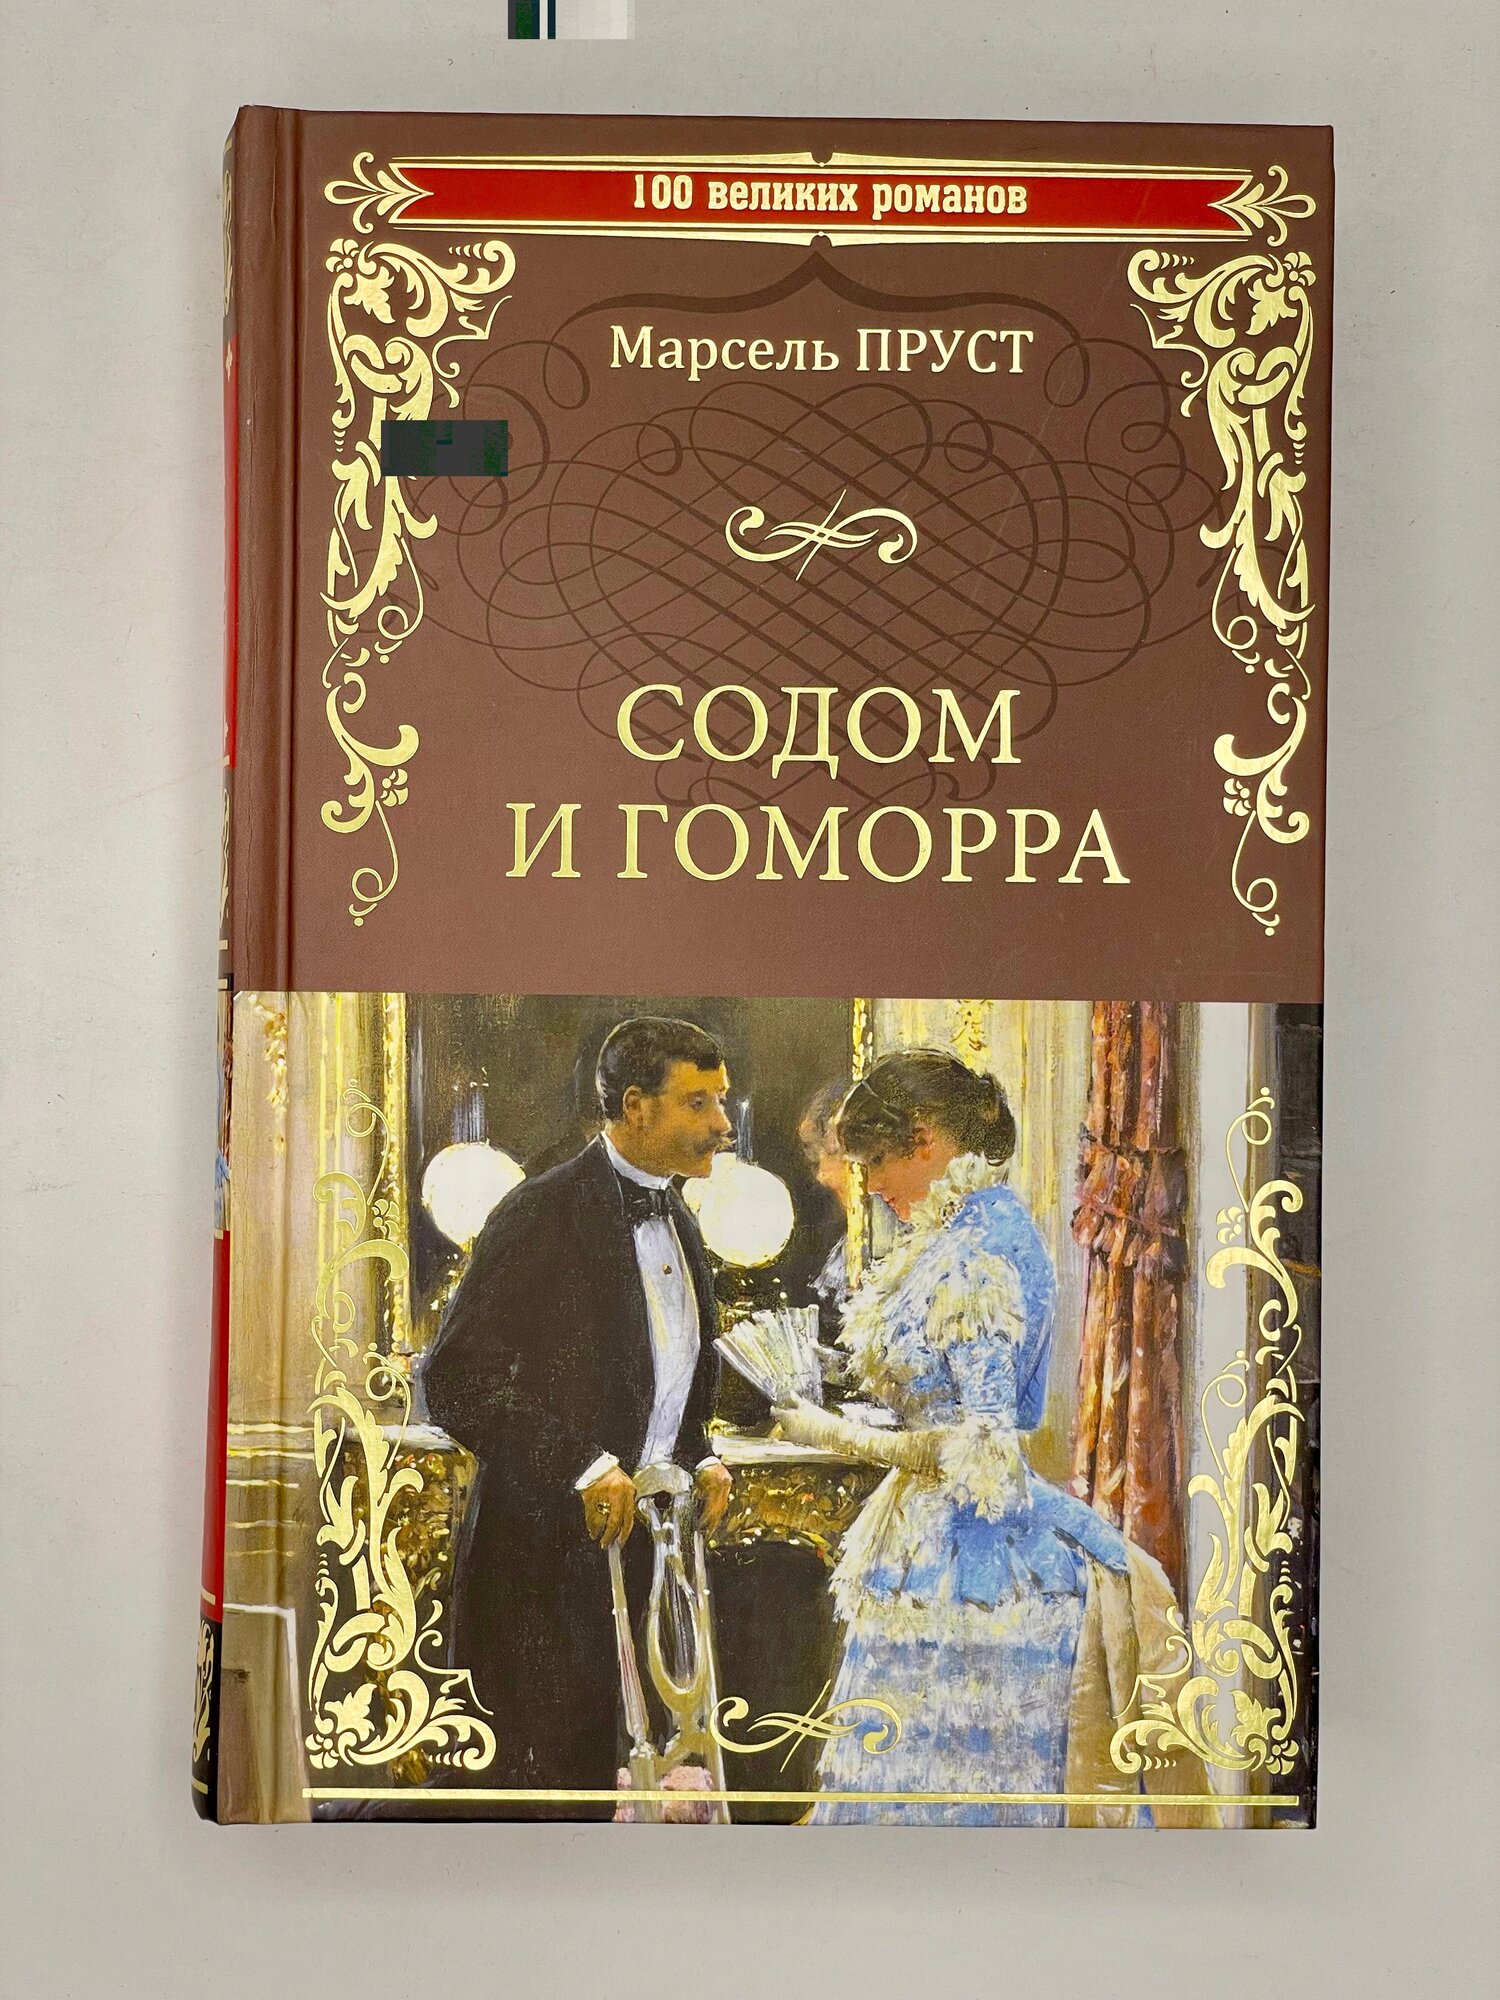 100 великих романов
Марсель ПРУСТ
СОДОМ
И ГОМОРРА